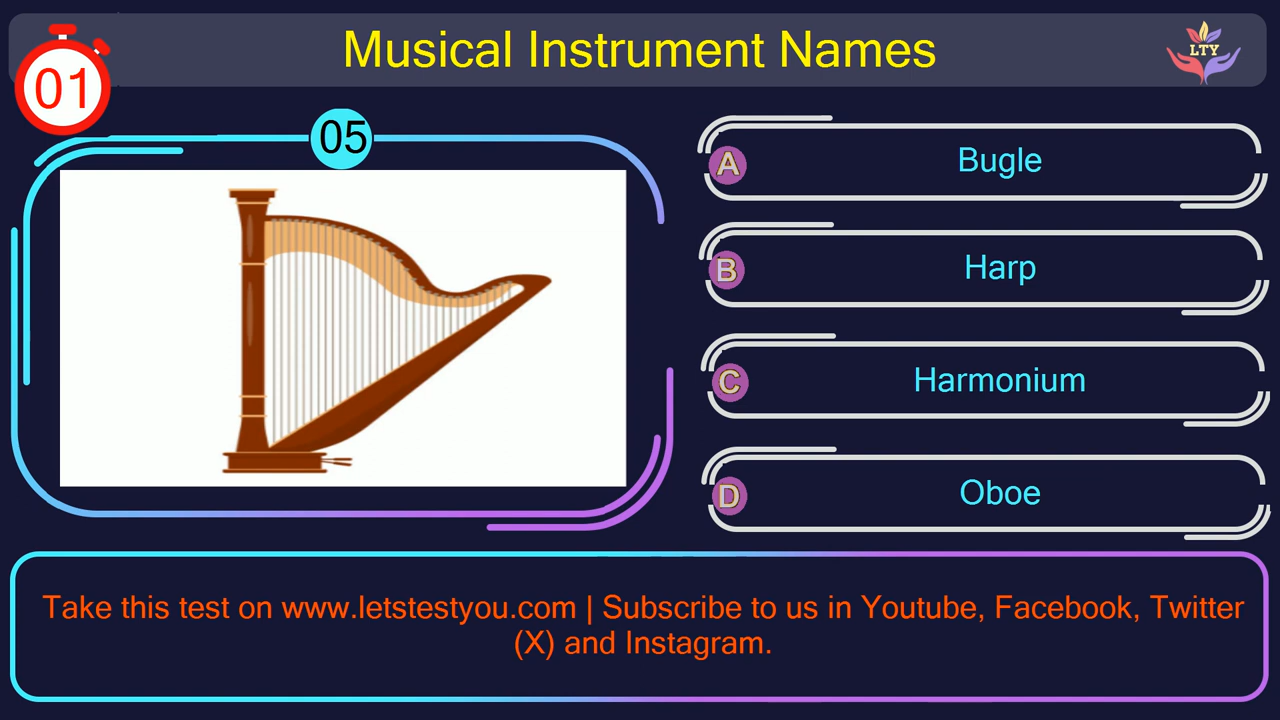 Musical Instrument Names
LTY
01
05
A
Bugle
B
Harp
C
Harmonium
D
Oboe
Take this test on www.letstestyou.com | Subscribe to us in Youtube, Facebook, Twitter
(X) and Instagram.